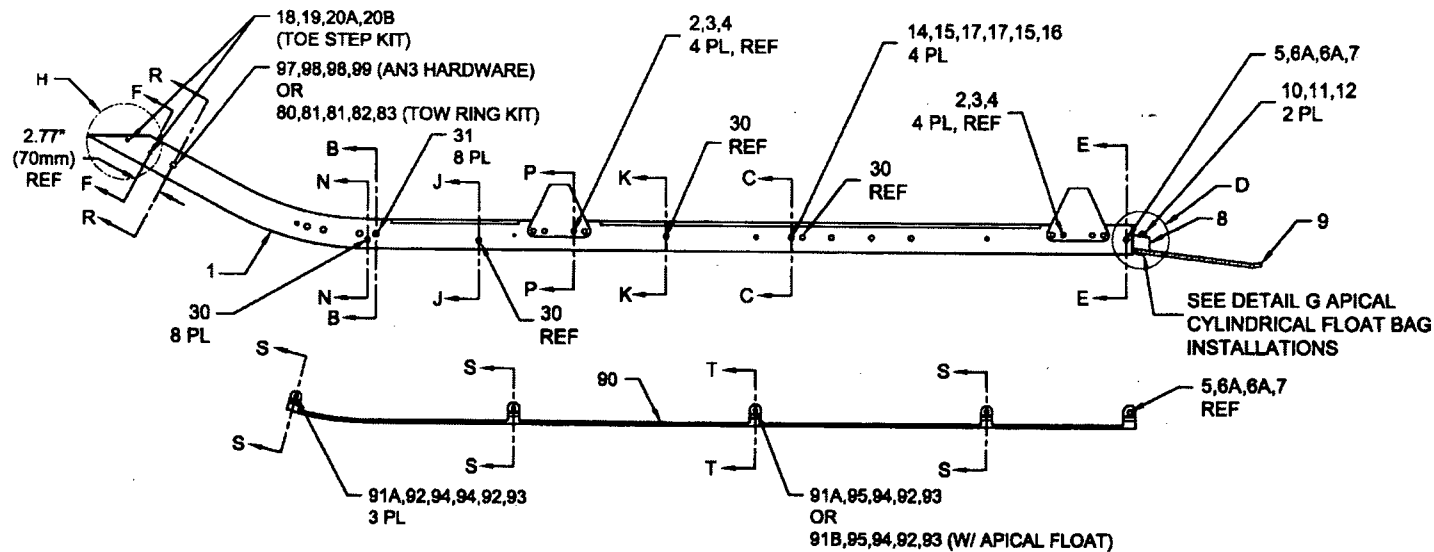 18,19,20A,20B
(TOE STEP KIT)
97,98,98,99 (AN3 HARDWARE)
OR
80,81,81,82,83 (TOW RING KIT)
2,3,4
4 PL, REF
14,15,17,17,15,16
4 PL
5,6A,6A,7
10,11,12
2 PL
H
R
F
2.77"
(70mm)
REF
F
R
31
8 PL
B
N
J
P
30
REF
K
C
30
REF
2,3,4
4 PL, REF
E
D
8
9
1
30
8 PL
N
B
J
30
REF
P
K
C
E
SEE DETAIL G APICAL
CYLINDRICAL FLOAT BAG
INSTALLATIONS
S
S
90
T
S
5,6A,6A,7
REF
S
S
T
S
91A,92,94,94,92,93
3 PL
91A,95,94,92,93
OR
91B,95,94,92,93 (W/ APICAL FLOAT)